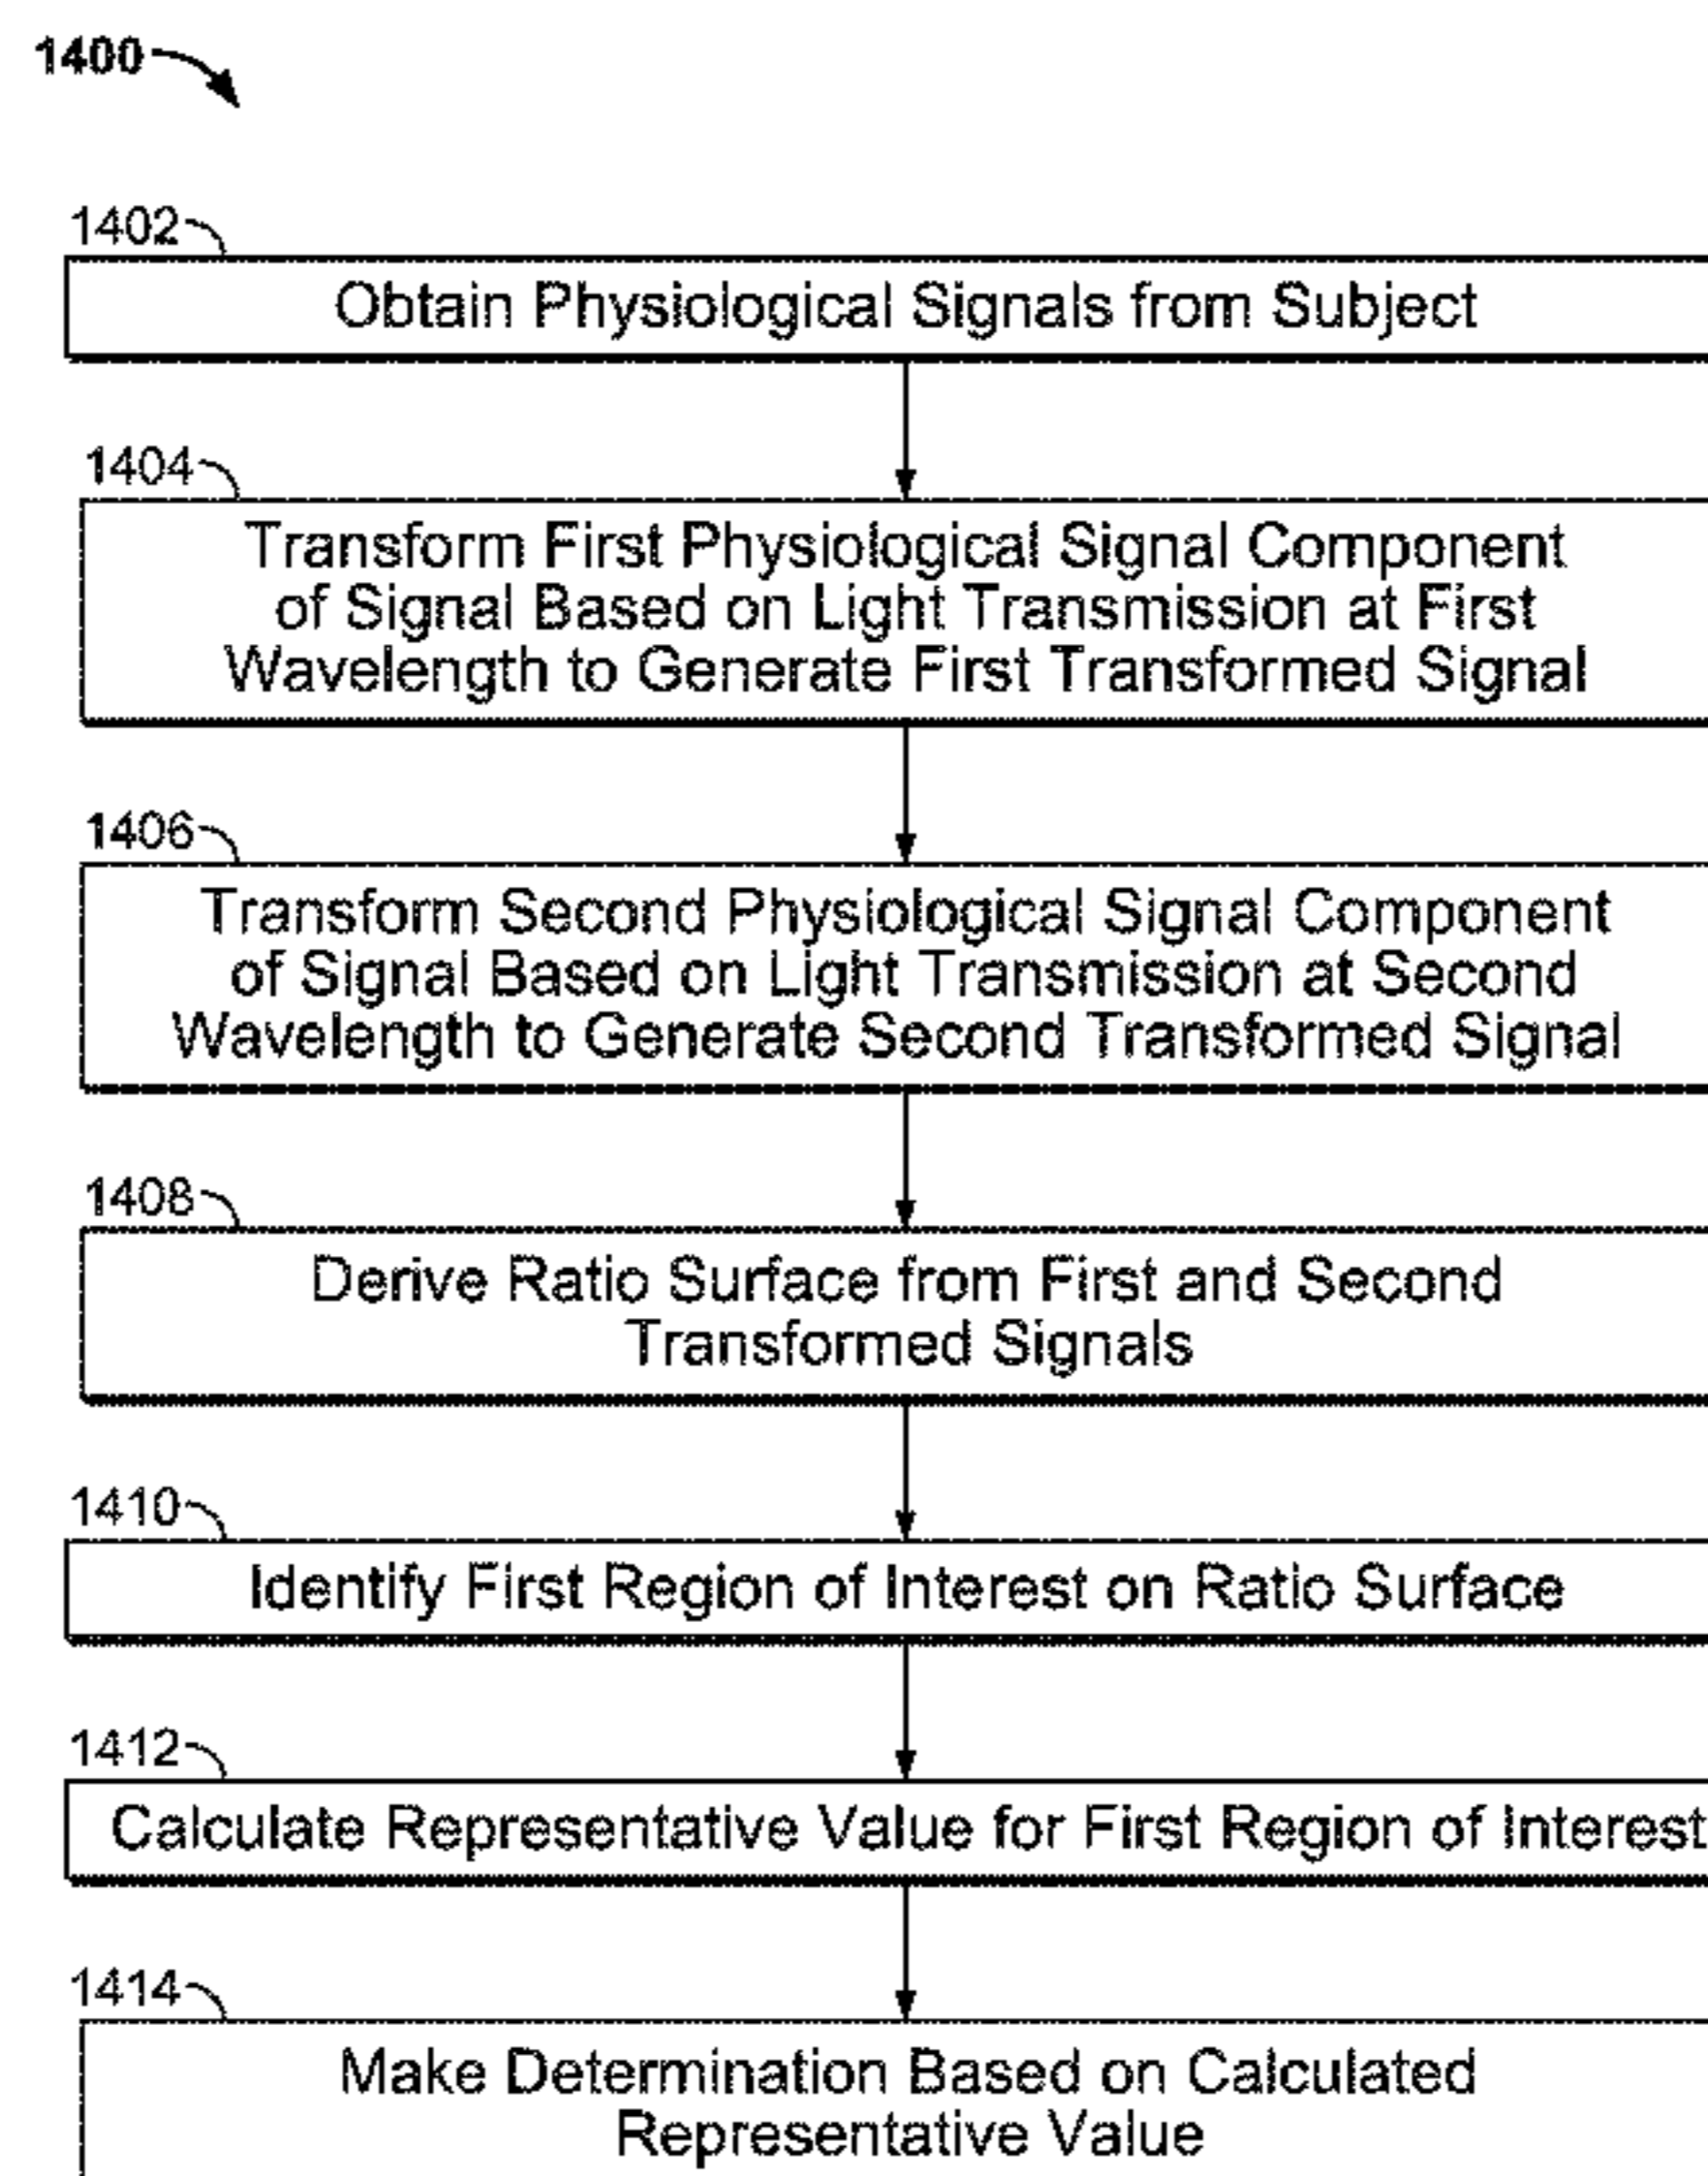 1400
1402
Obtain Physiological Signals from Subject
1404
Transform First Physiological Signal Component
of Signal Based on Light Transmission at First
Wavelength to Generate First Transformed Signal
1406
Transform Second Physiological Signal Component
of Signal Based on Light Transmission at Second
Wavelength to Generate Second Transformed Signal
1408
Derive Ratio Surface from First and Second
Transformed Signals
1410
Identify First Region of Interest on Ratio Surface
1412
Calculate Representative Value for First Region of Interest
1414
Make Determination Based on Calculated
Representative Value